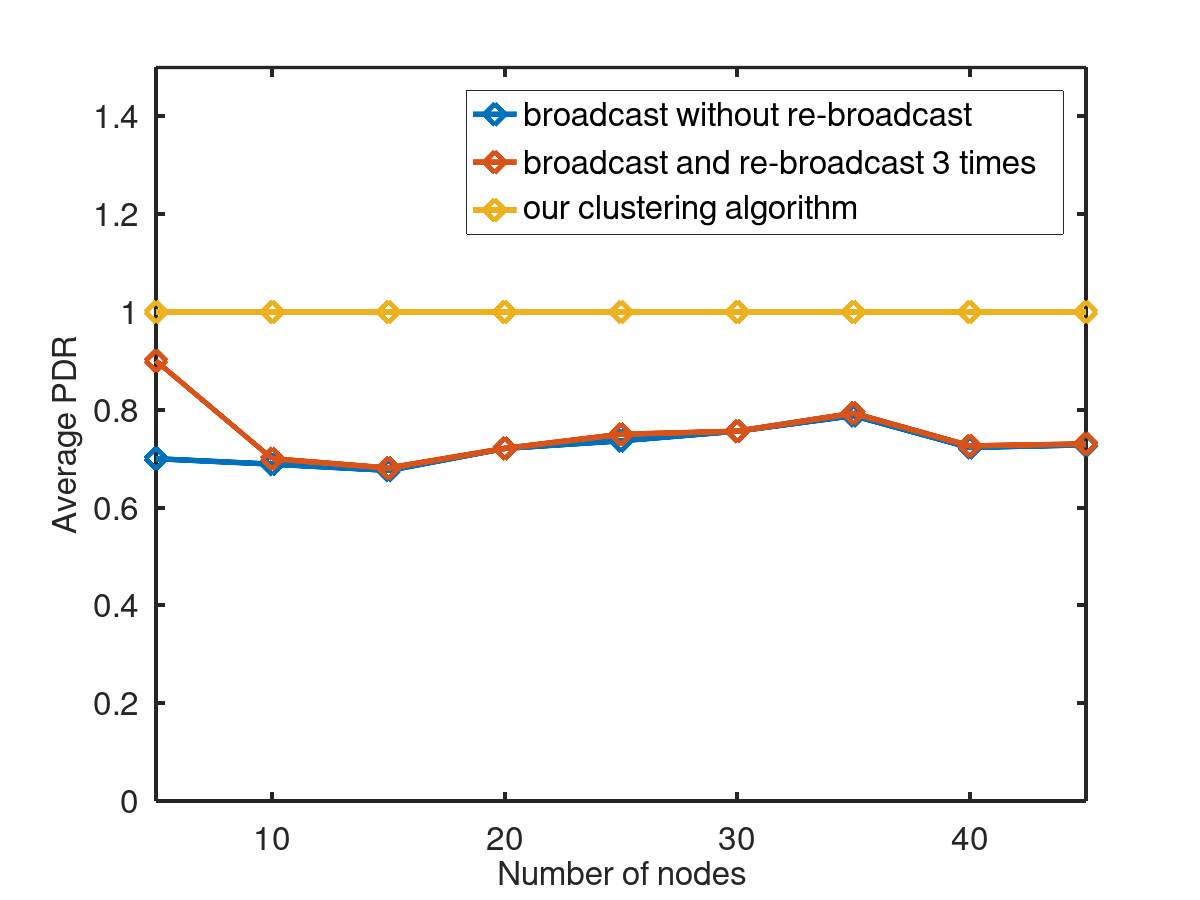 1.4
1.2
1
0.8
0.6
0.4
0.2
0
Average PDR
broadcast without re-broadcast
broadcast and re-broadcast 3 times
our clustering algorithm
10 20 30 40
Number of nodes